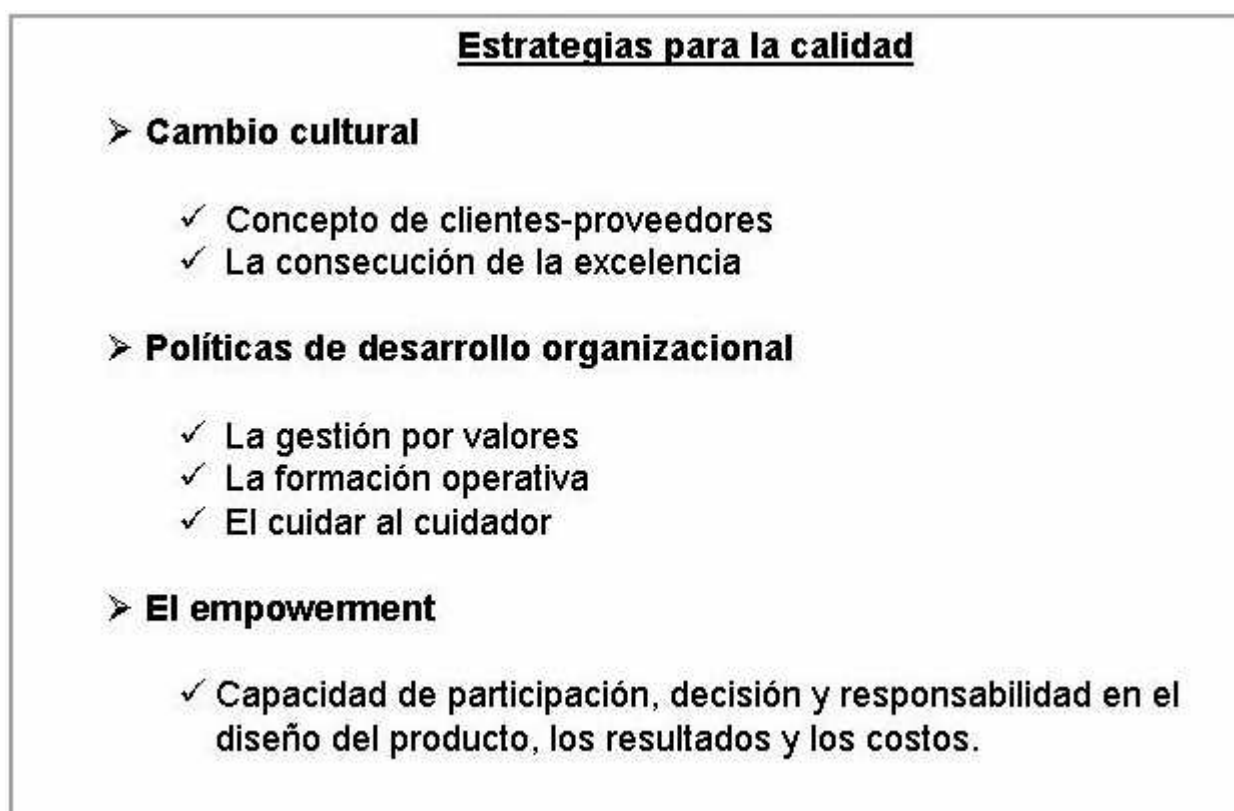 Estrategias para la calidad
➢ Cambio cultural
✓ Concepto de clientes-proveedores
✓ La consecución de la excelencia
➢ Políticas de desarrollo organizacional
✓ La gestión por valores
✓ La formación operativa
✓ El cuidar al cuidador
➢ El empowerment
✓ Capacidad de participación, decisión y responsabilidad en el
diseño del producto, los resultados y los costos.